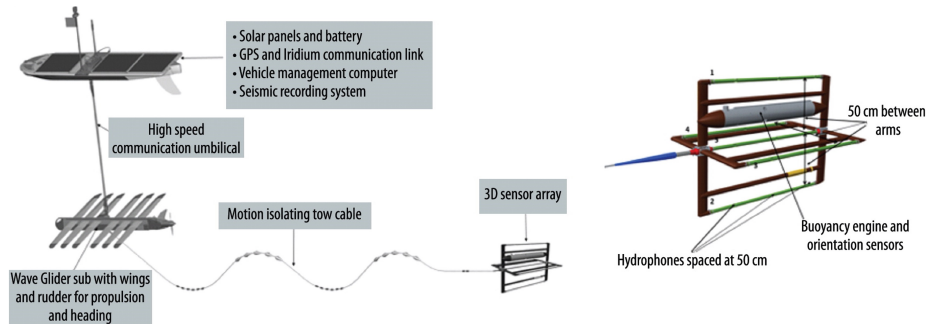 • Solar panels and battery
• GPS and Iridium communication link
• Vehicle management computer
• Seismic recording system
High speed
communication umbilical
Motion isolating tow cable
3D sensor array
Wave Glider sub with wings
and rudder for propulsion
and heading
1
50 cm between
arms
4
5
3
2
Buoyancy engine and
orientation sensors
Hydrophones spaced at 50 cm